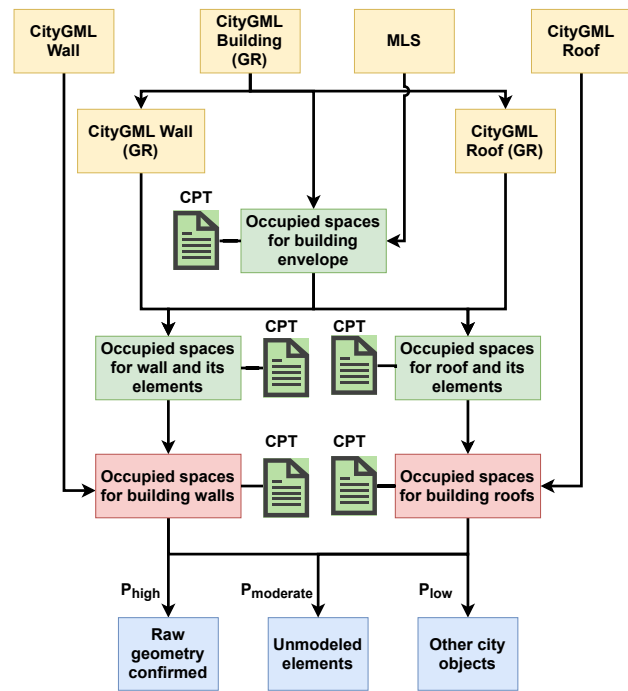 CityGML
Wall
CityGML
Building
(GR)
MLS
CityGML
Roof
CityGML Wall
(GR)
CityGML
Roof (GR)
CPT
Occupied spaces
for building
envelope
Occupied spaces
for wall and its
elements
CPT
CPT
Occupied spaces
for roof and its
elements
Occupied spaces
for building walls
CPT
CPT
Occupied spaces
for building roofs
Phigh
Pmoderate
Plow
Raw
geometry
confirmed
Unmodeled
elements
Other city
objects